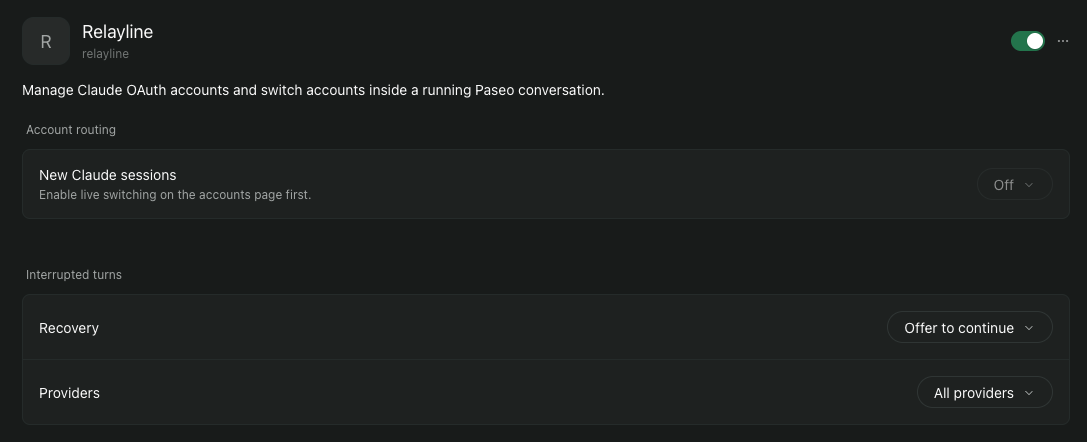 R
Relayline
relayline
Manage Claude OAuth accounts and switch accounts inside a running Paseo conversation.
Account routing
New Claude sessions
Enable live switching on the accounts page first.
Off
Interrupted turns
Recovery
Offer to continue
Providers
All providers